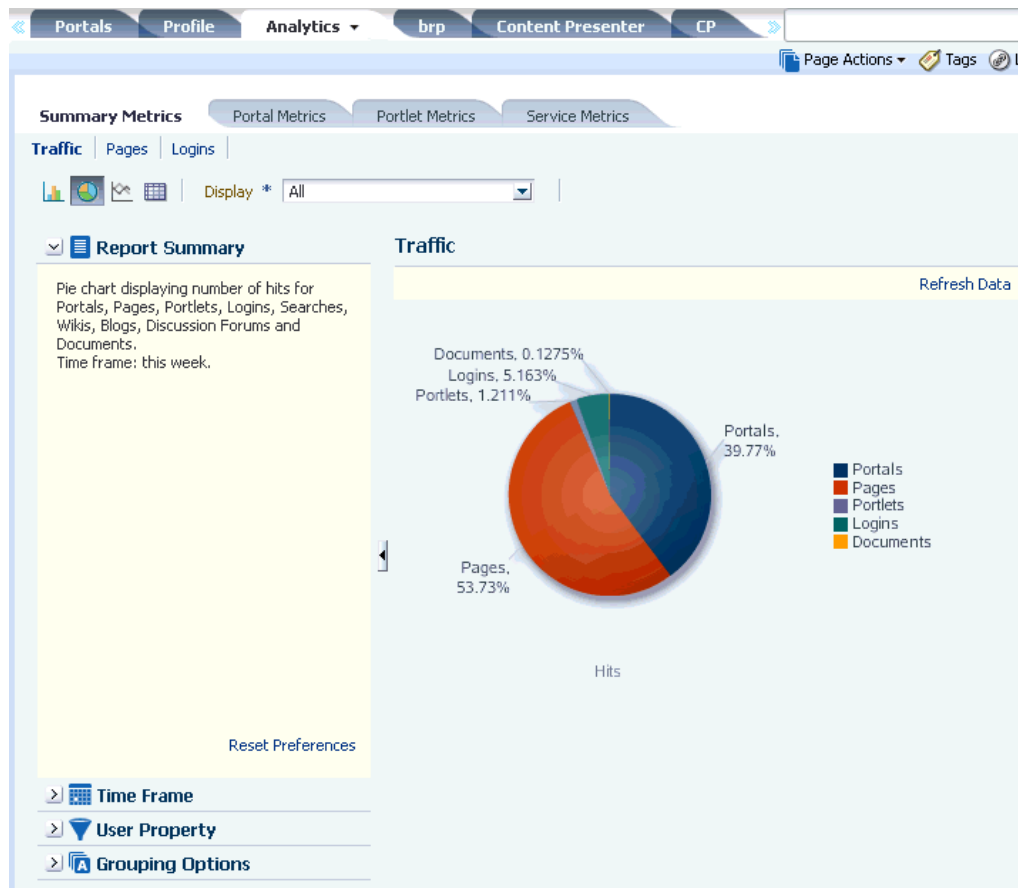 Portals Profile Analytics brp Content Presenter CP
Page Actions Tags
Summary Metrics Portal Metrics Portlet Metrics Service Metrics
Traffic Pages Logins
Display * All
Report Summary
Pie chart displaying number of hits for
Portals, Pages, Portlets, Logins, Searches,
Wikis, Blogs, Discussion Forums and
Documents.
Time frame: this week.
Reset Preferences
Time Frame
User Property
Grouping Options
Traffic
Refresh Data
Documents, 0.1275%
Logins, 5.163%
Portlets, 1.211%
Portals,
39.77%
Pages,
53.73%
Portals
Pages
Portlets
Logins
Documents
Hits